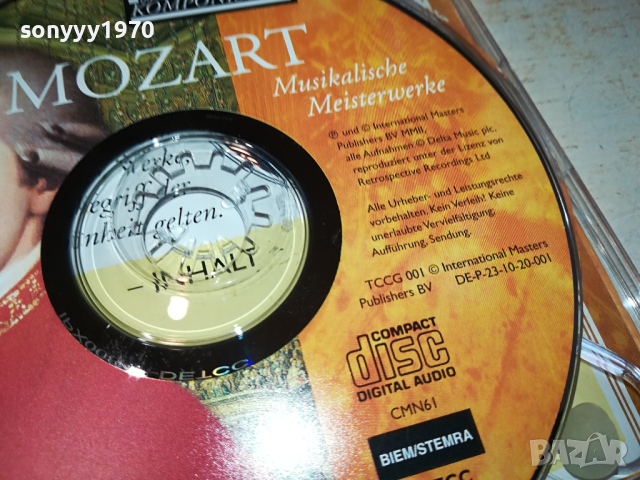 sonyyy1970
MOZART
Musikalische
Meisterwerke
℗ und © International Masters
Publishers BV MMII,
alle Aufnahmen © Delta Music plc,
reproduziert unter der Lizenz von
Retrospective Recordings Ltd
Alle Urheber- und Leistungsrechte
vorbehalten. Kein Verleih! Keine
unerlaubte Vervielfältigung,
Aufführung, Sendung.
TCCG 001 © International Masters
Publishers BV DE-P-23-10-20-001
Werke,
der
gelten.
– INHALT
COMPACT
disc
DIGITAL AUDIO
CMN61
BIEM/STEMRA
BAZAR
bg